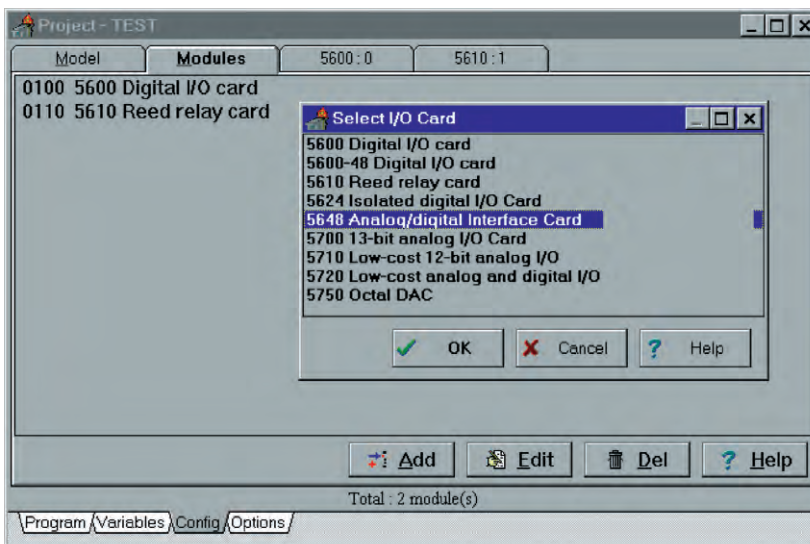 Project - TEST
Model Modules 5600 : 0 5610 : 1
0100 5600 Digital I/O card
0110 5610 Reed relay card
Select I/O Card
5600 Digital I/O card
5600-48 Digital I/O card
5610 Reed relay card
5624 Isolated digital I/O Card
5648 Analog/digital Interface Card
5700 13-bit analog I/O Card
5710 Low-cost 12-bit analog I/O
5720 Low-cost analog and digital I/O
5750 Octal DAC
OK Cancel ? Help
Add Edit Del ? Help
Total : 2 module(s)
Program Variables Config Options